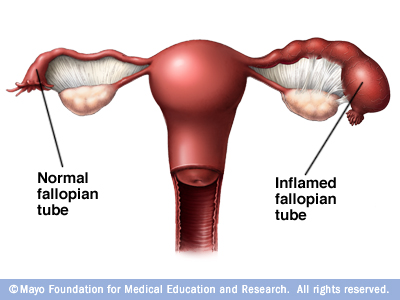 Normal
fallopian
tube
Inflamed
fallopian
tube
©Mayo Foundation for Medical Education and Research. All rights reserved.